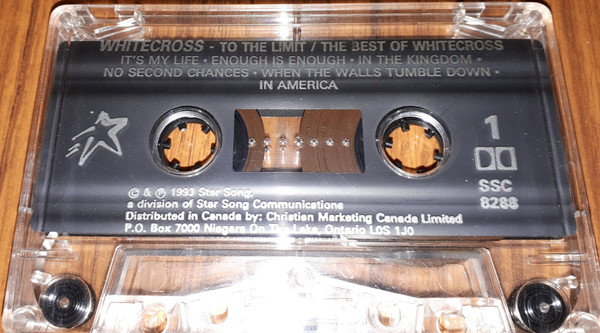 WHITECROSS - TO THE LIMIT / THE BEST OF WHITECROSS
IT'S MY LIFE • ENOUGH IS ENOUGH • IN THE KINGDOM •
NO SECOND CHANCES • WHEN THE WALLS TUMBLE DOWN •
IN AMERICA
1
SSC
8288
© & ℗ 1993 Star Song,
a division of Star Song Communications
Distributed in Canada by: Christian Marketing Canada Limited
P.O. Box 7000 Niagara On The Lake, Ontario L0S 1J0